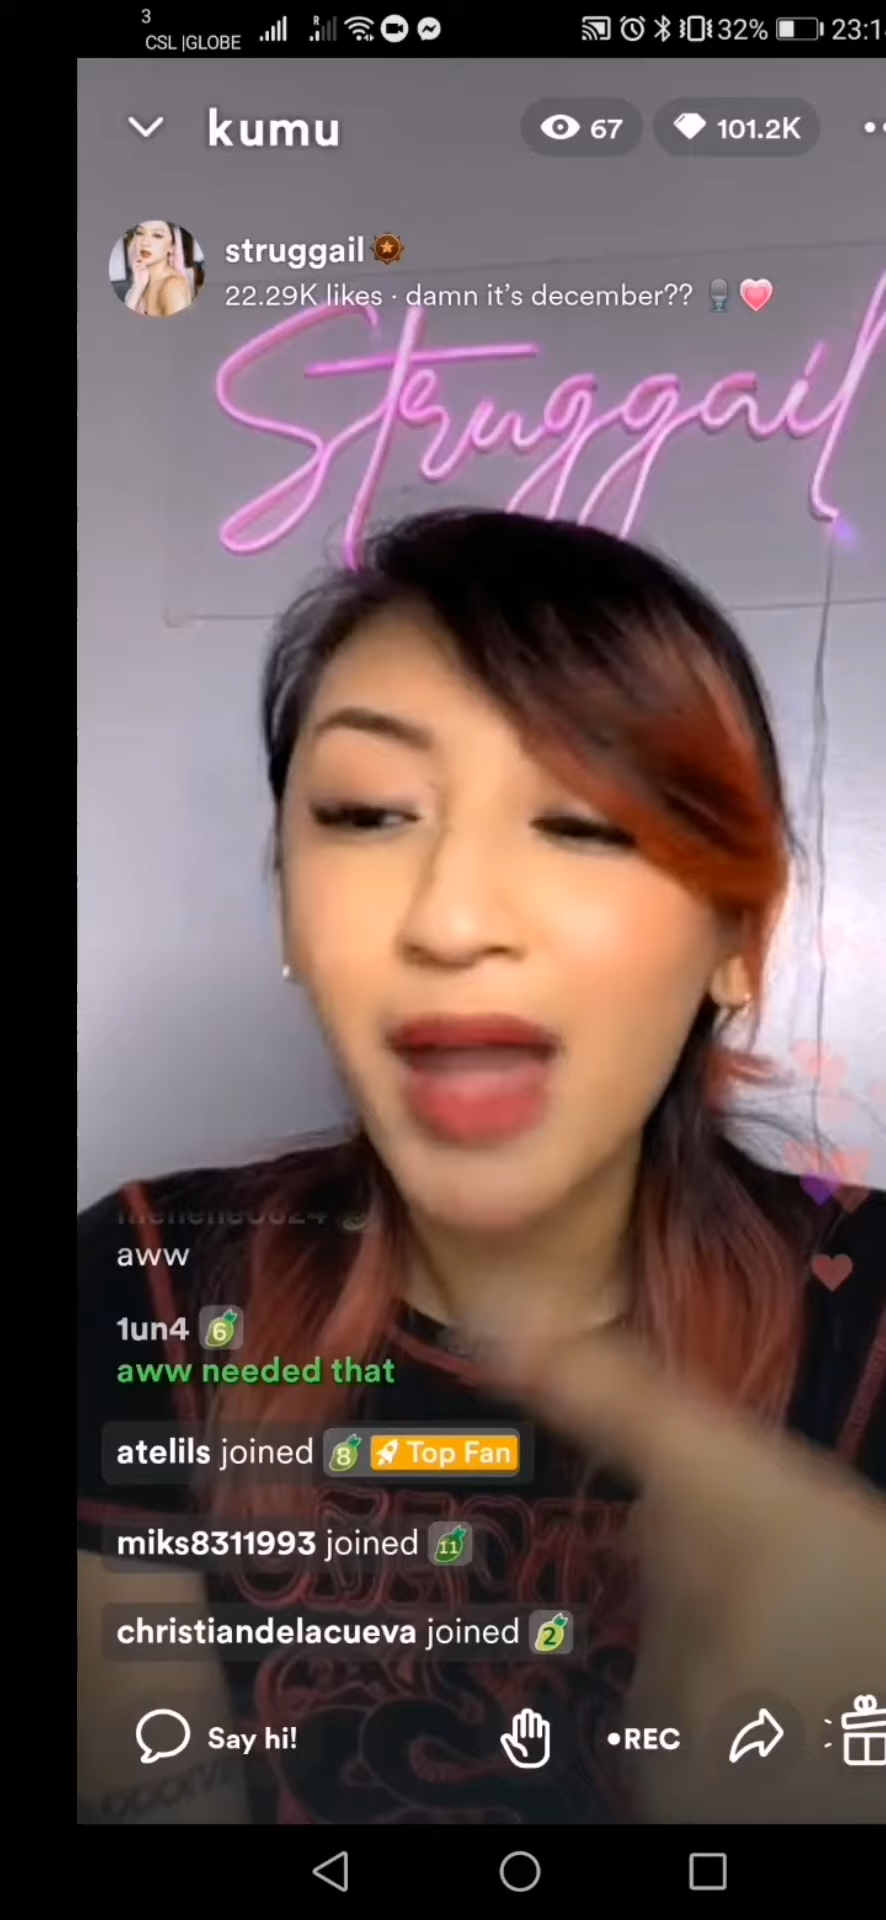 3
CSL |GLOBE
R
32%
23:1
kumu
67
101.2K
struggail
22.29K likes · damn it's december??
Struggail
aww
1un4 6
aww needed that
atelils joined 8 Top Fan
miks8311993 joined 11
christiandelacueva joined 2
Say hi!
•REC